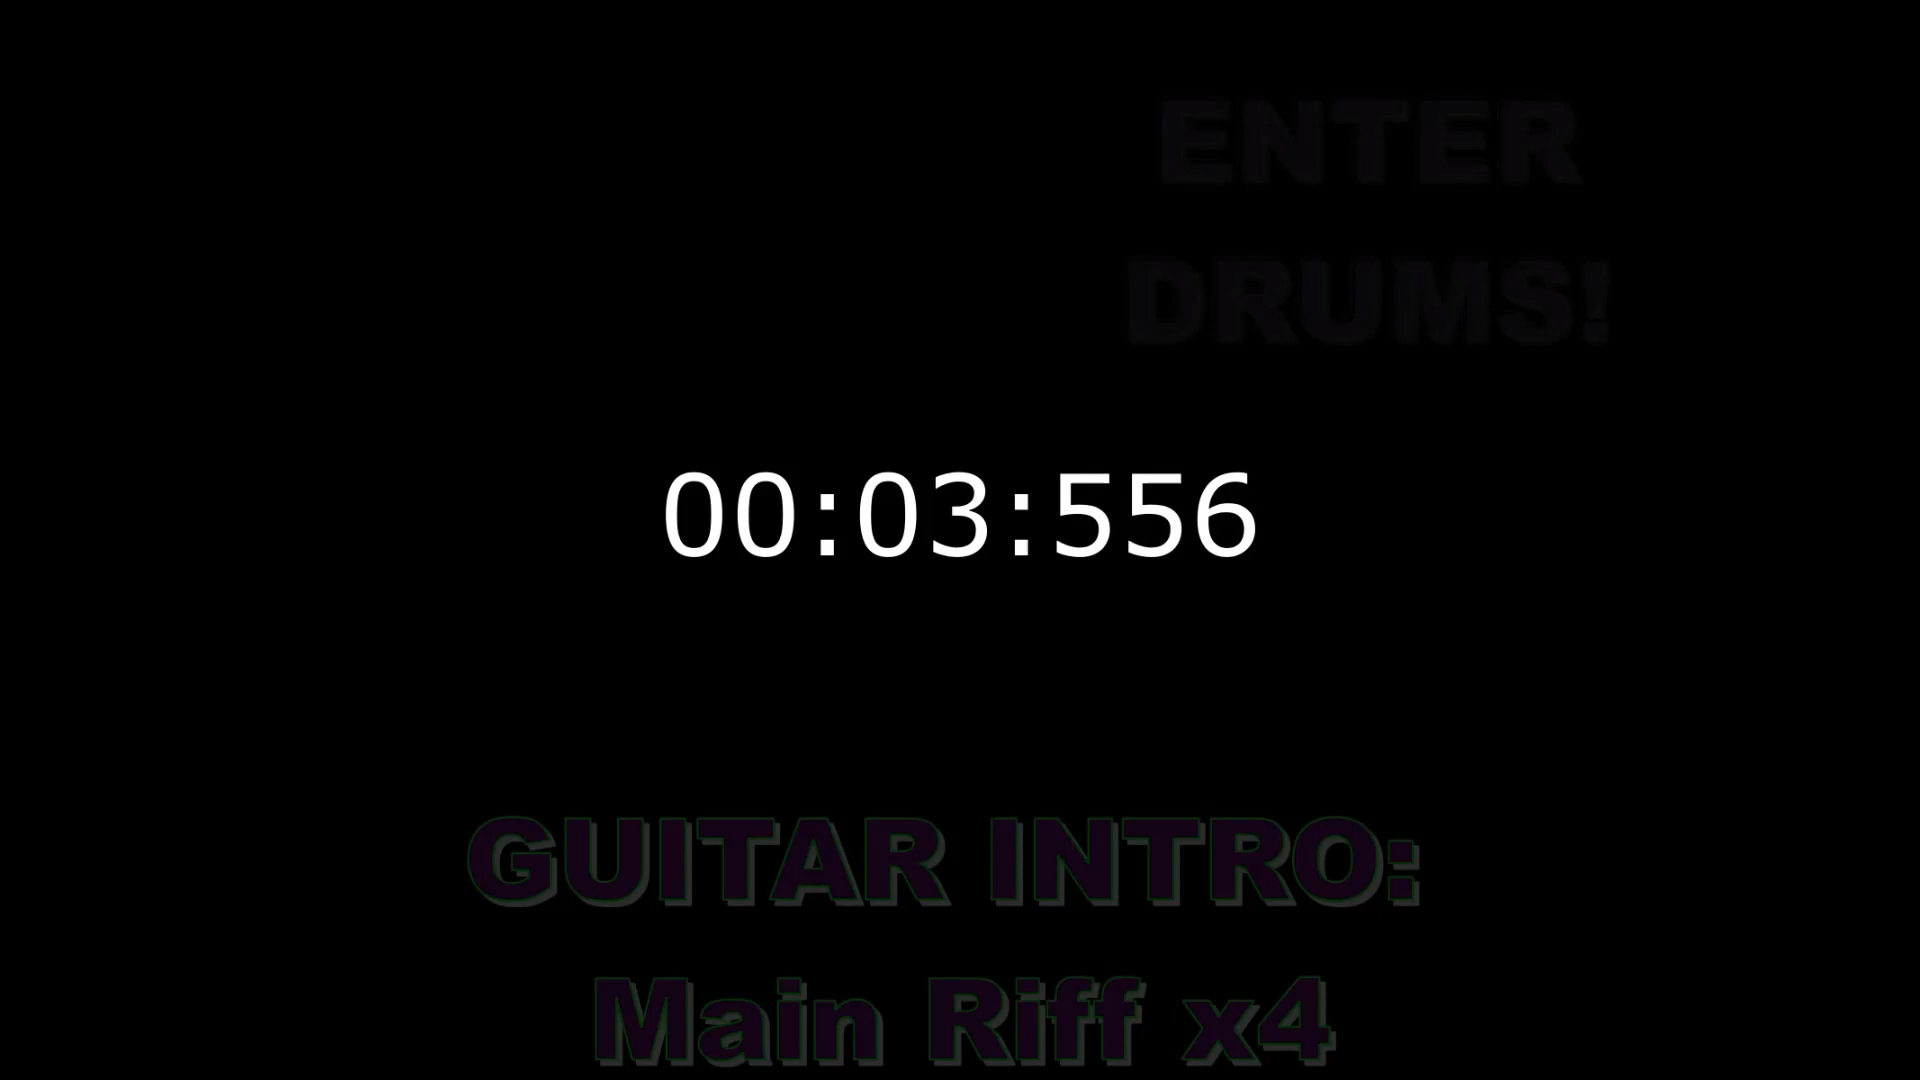 ENTER
DRUMS!
00:03:556
GUITAR INTRO:
Main Riff x4